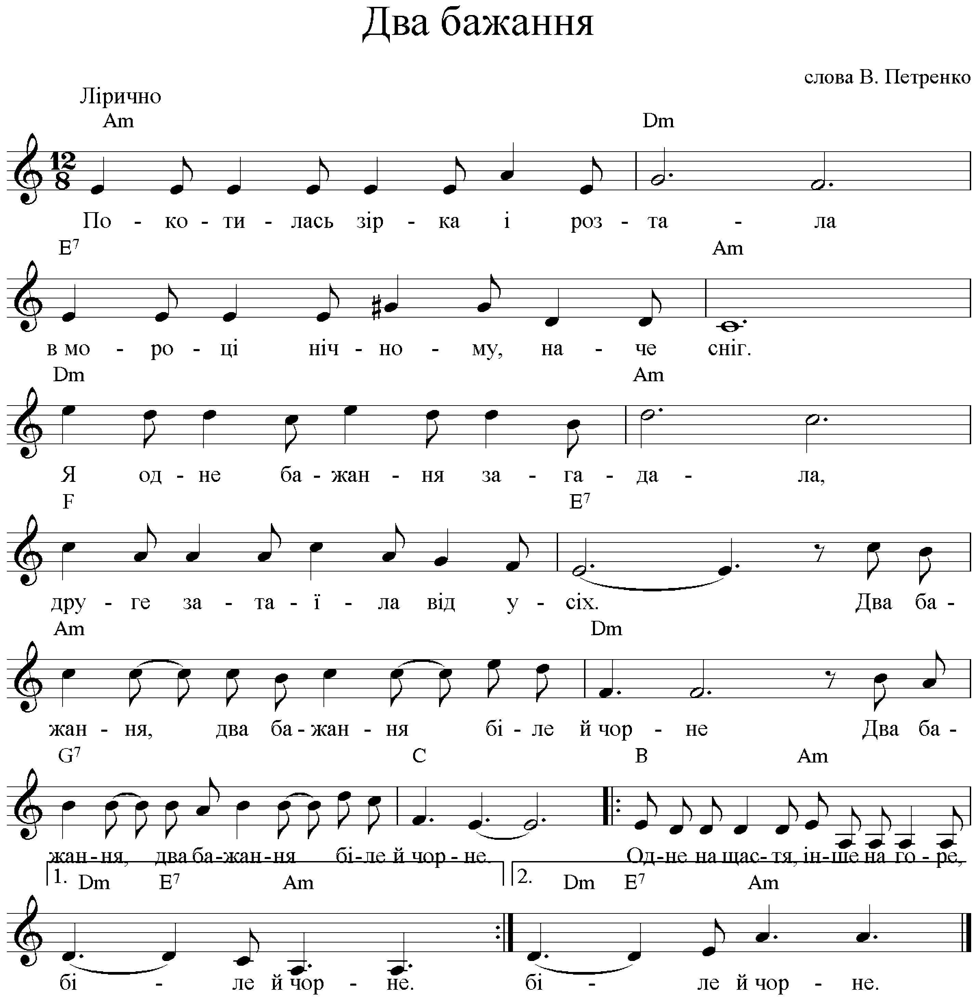 Два бажання
слова В. Петренко
Лірично
Am Dm
12
8
По - ко - ти - лась зір - ка і роз - та - ла
E7 Am
в мо - ро - ці ніч - но - му, на - че сніг.
Dm Am
Я од - не ба - жан - ня за - га - да - ла,
F E7
дру - ге за - та - ї - ла від у - сіх. Два ба -
Am Dm
жан - ня, два ба - жан - ня бі - ле й чор - не Два ба -
G7 C B Am
жан - ня, два ба - жан - ня бі - ле й чор - не. Од - не на щас - тя, ін - ше на го - ре,
1. Dm E7 Am 2. Dm E7 Am
бі - ле й чор - не. бі - ле й чор - не.